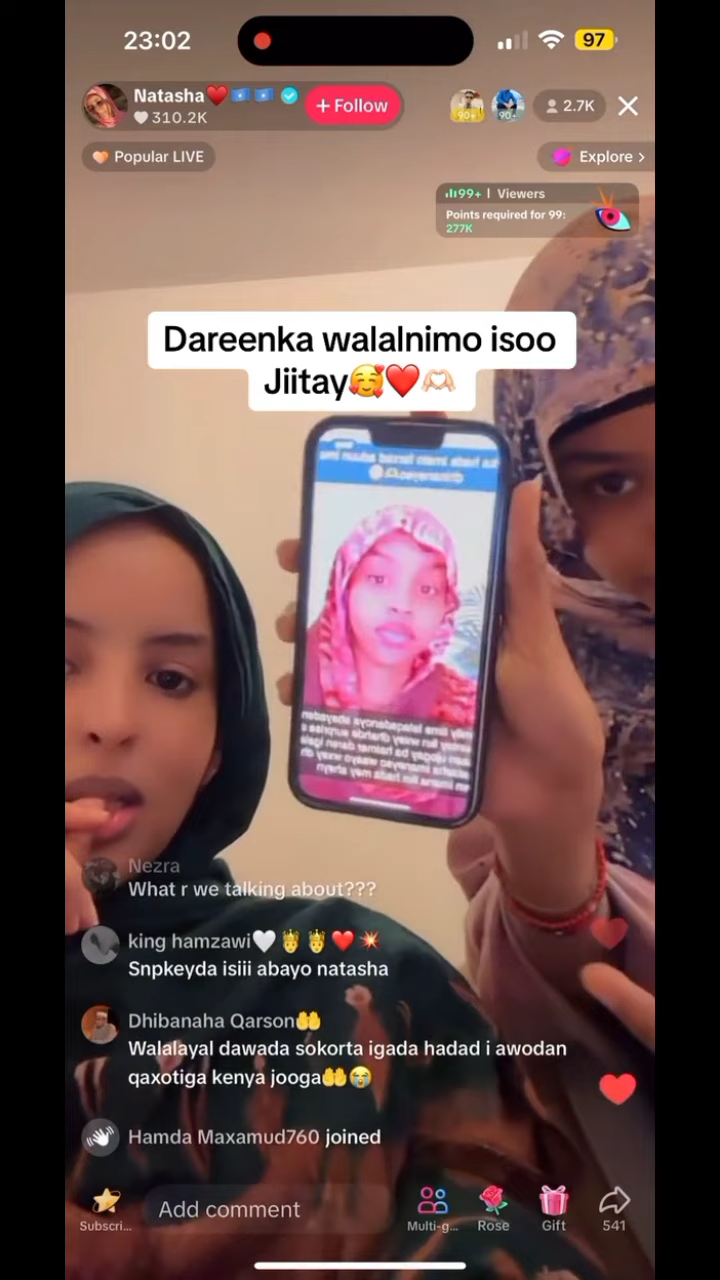 23:02
97
Natasha❤️🇸🇴🇸🇴
310.2K
+ Follow
90+
90+
2.7K
Popular LIVE
Explore >
99+ | Viewers
Points required for 99:
277K
Dareenka walalnimo isoo
Jiitay🥰❤️🫶🏻
Nezra
What r we talking about???
king hamzawi🤍🤴🤴❤️💥
Snpkeyda isiii abayo natasha
Dhibanaha Qarson🤲
Walalayal dawada sokorta igada hadad i awodan
qaxotiga kenya jooga🤲😭
Hamda Maxamud760 joined
Subscri...
Add comment
Multi-g...
Rose
Gift
541